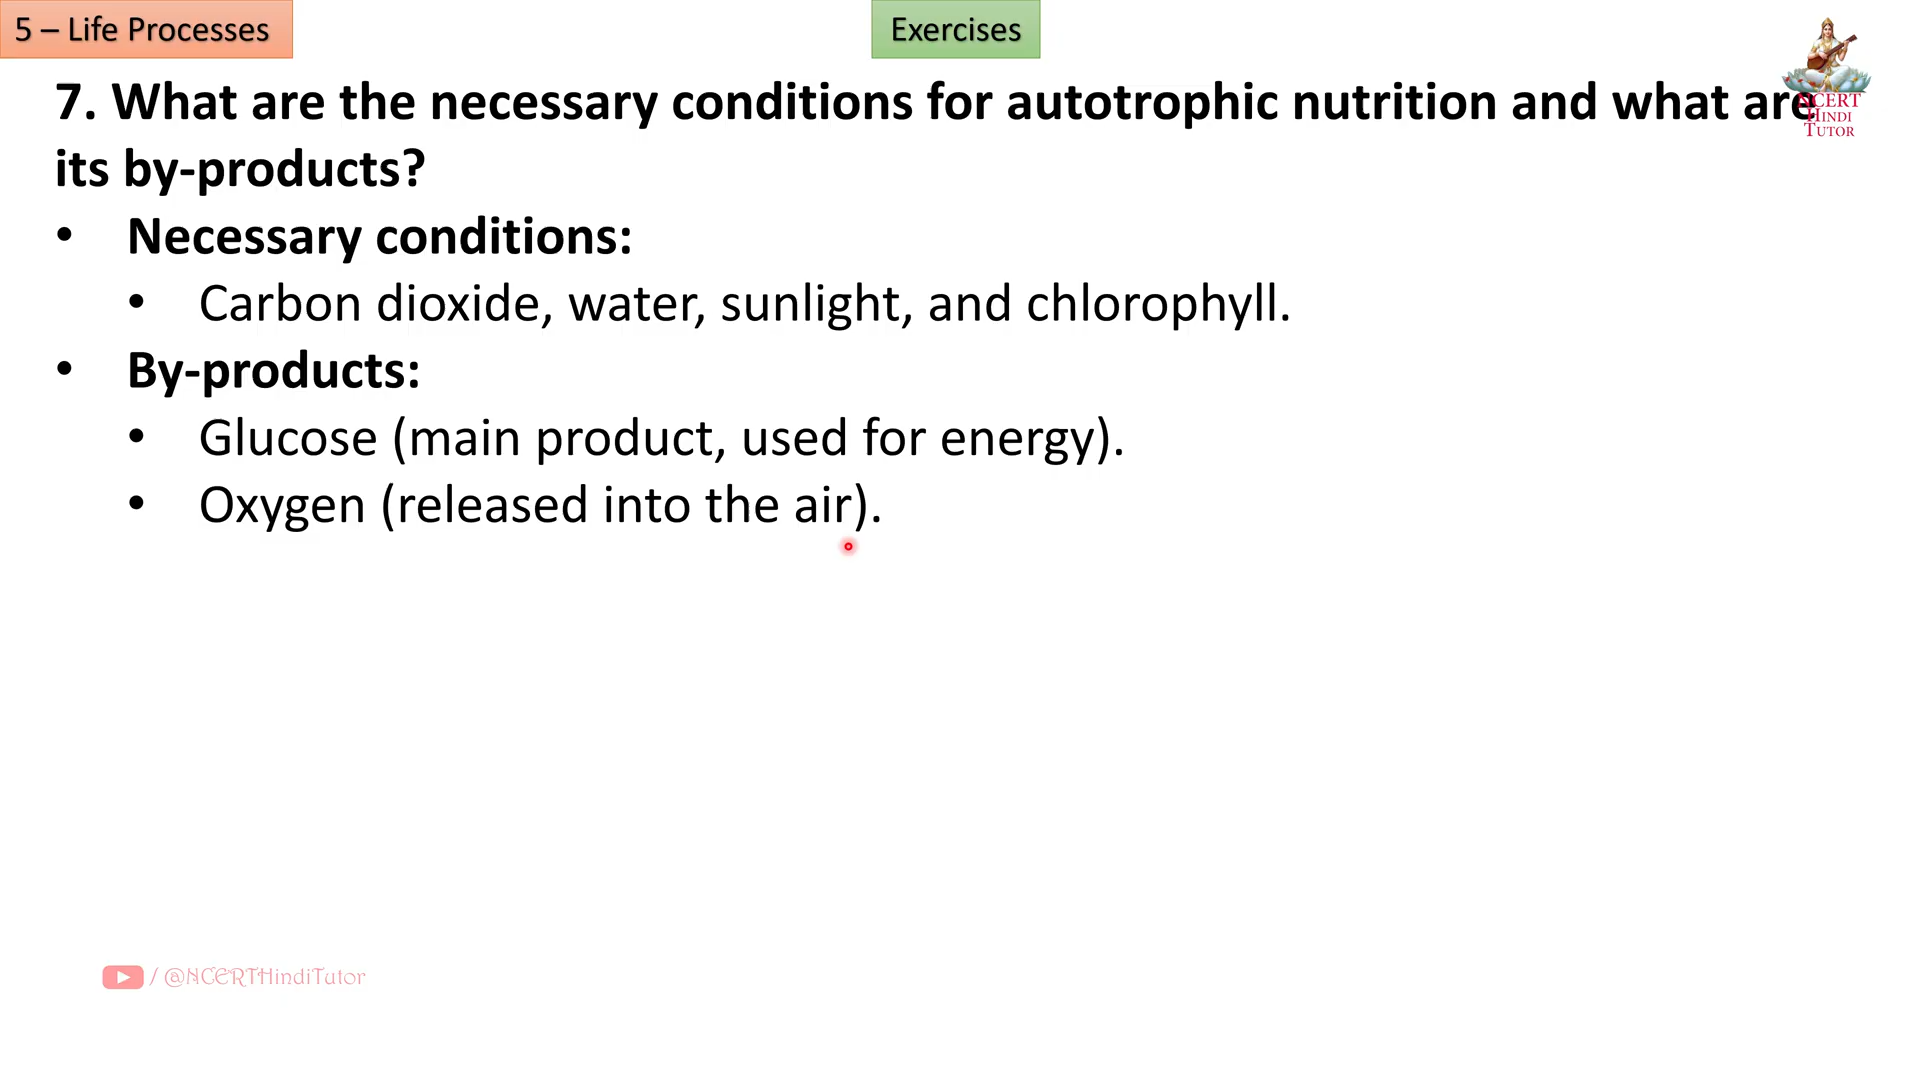 5 – Life Processes
Exercises
7. What are the necessary conditions for autotrophic nutrition and what are
its by-products?
• Necessary conditions:
• Carbon dioxide, water, sunlight, and chlorophyll.
• By-products:
• Glucose (main product, used for energy).
• Oxygen (released into the air).
NCERT
HINDI
TUTOR
/ @NCERTHindiTutor